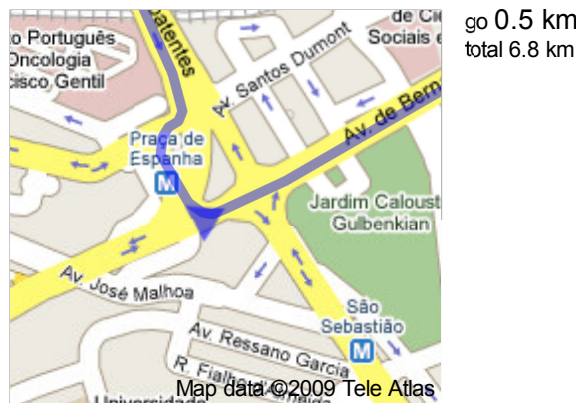 go 0.5 km
total 6.8 km
de Ci
Sociais e
o Português
Oncologia
cisco Gentil
Av. Santos Dumont
Av. de Bern
Praça de
Espanha
M
Jardim Caloust
Gulbenkian
Av. José Malhoa
São
Sebastião
M
Av. Ressano Garcia
R. Fialho
Map data ©2009 Tele Atlas
Universidade